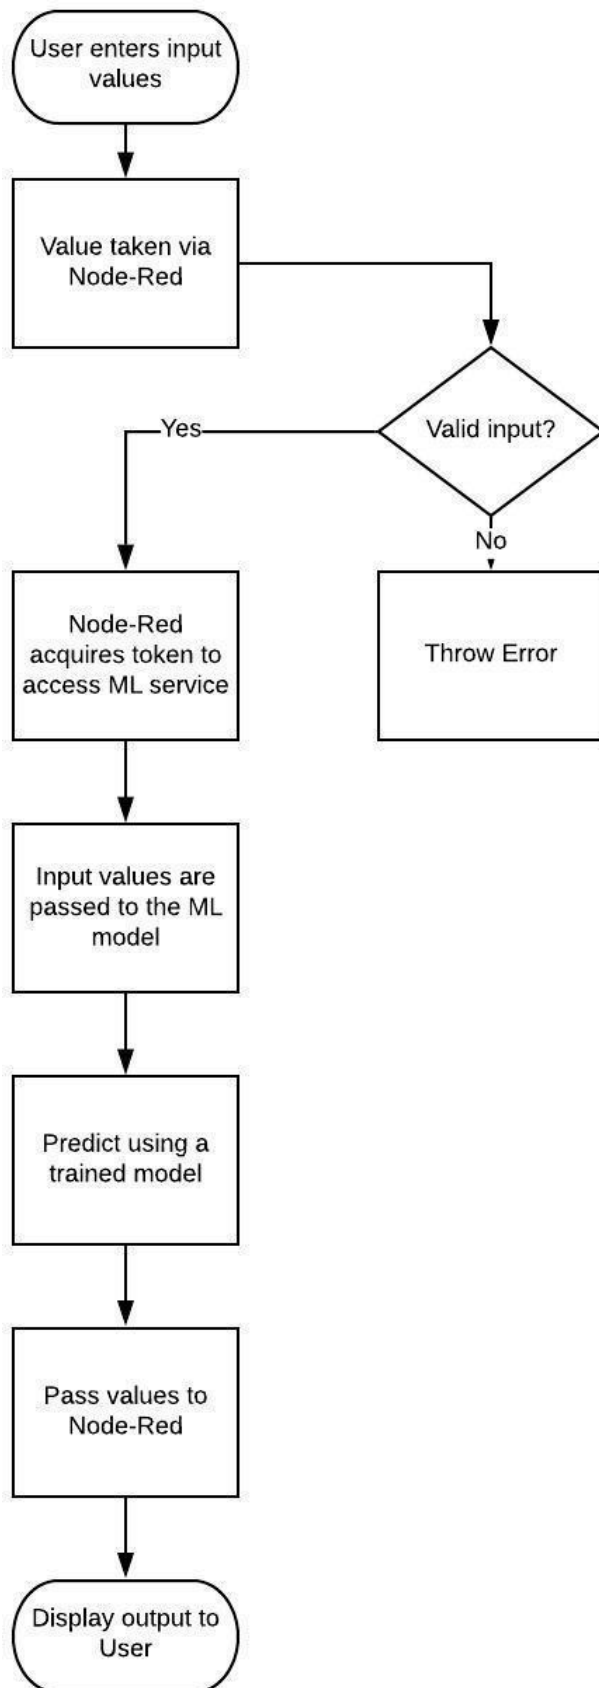 User enters input
values
Value taken via
Node-Red
Valid input?
Yes
No
Node-Red
acquires token to
access ML service
Throw Error
Input values are
passed to the ML
model
Predict using a
trained model
Pass values to
Node-Red
Display output to
User